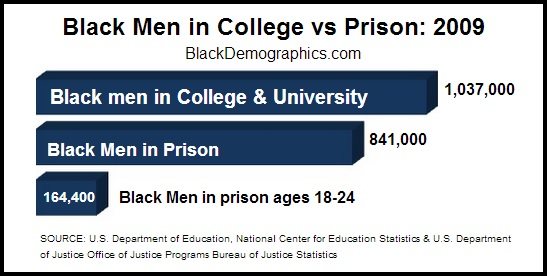 Black Men in College vs Prison: 2009
BlackDemographics.com
Black men in College & University 1,037,000
Black Men in Prison 841,000
164,400 Black Men in prison ages 18-24
SOURCE: U.S. Department of Education, National Center for Education Statistics & U.S. Department
of Justice Office of Justice Programs Bureau of Justice Statistics